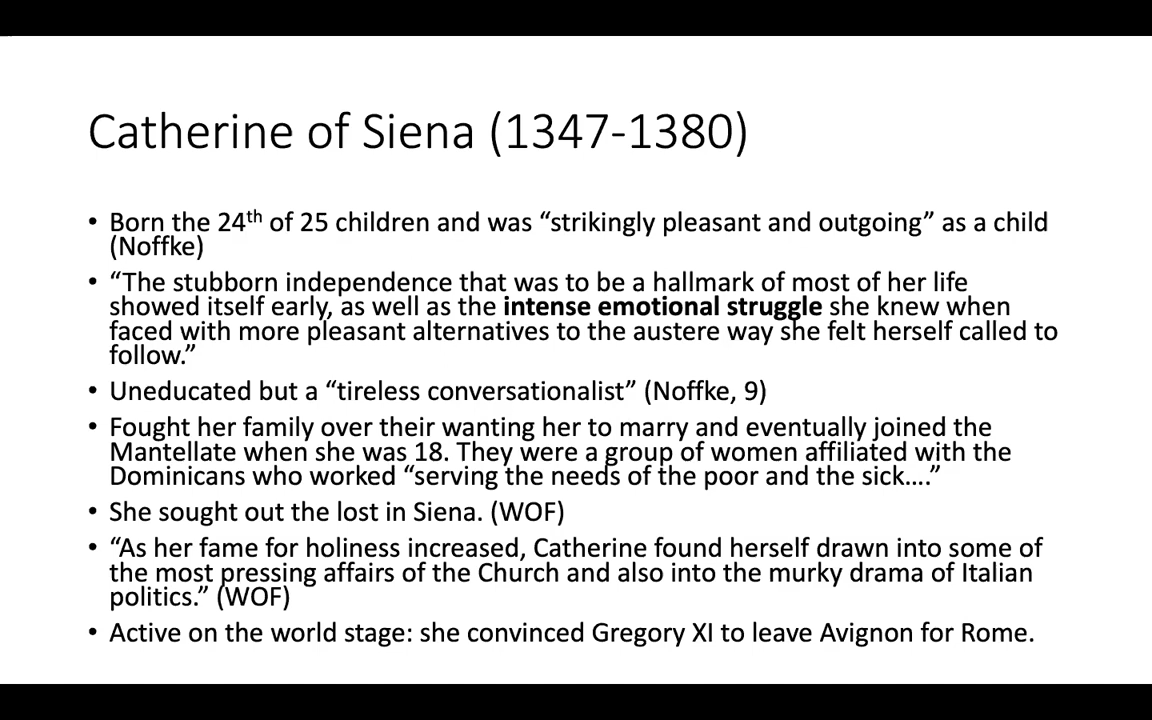 Catherine of Siena (1347-1380)
• Born the 24th of 25 children and was “strikingly pleasant and outgoing” as a child
(Noffke)
• “The stubborn independence that was to be a hallmark of most of her life
showed itself early, as well as the intense emotional struggle she knew when
faced with more pleasant alternatives to the austere way she felt herself called to
follow.”
• Uneducated but a “tireless conversationalist” (Noffke, 9)
• Fought her family over their wanting her to marry and eventually joined the
Mantellate when she was 18. They were a group of women affiliated with the
Dominicans who worked “serving the needs of the poor and the sick….”
• She sought out the lost in Siena. (WOF)
• “As her fame for holiness increased, Catherine found herself drawn into some of
the most pressing affairs of the Church and also into the murky drama of Italian
politics.” (WOF)
• Active on the world stage: she convinced Gregory XI to leave Avignon for Rome.